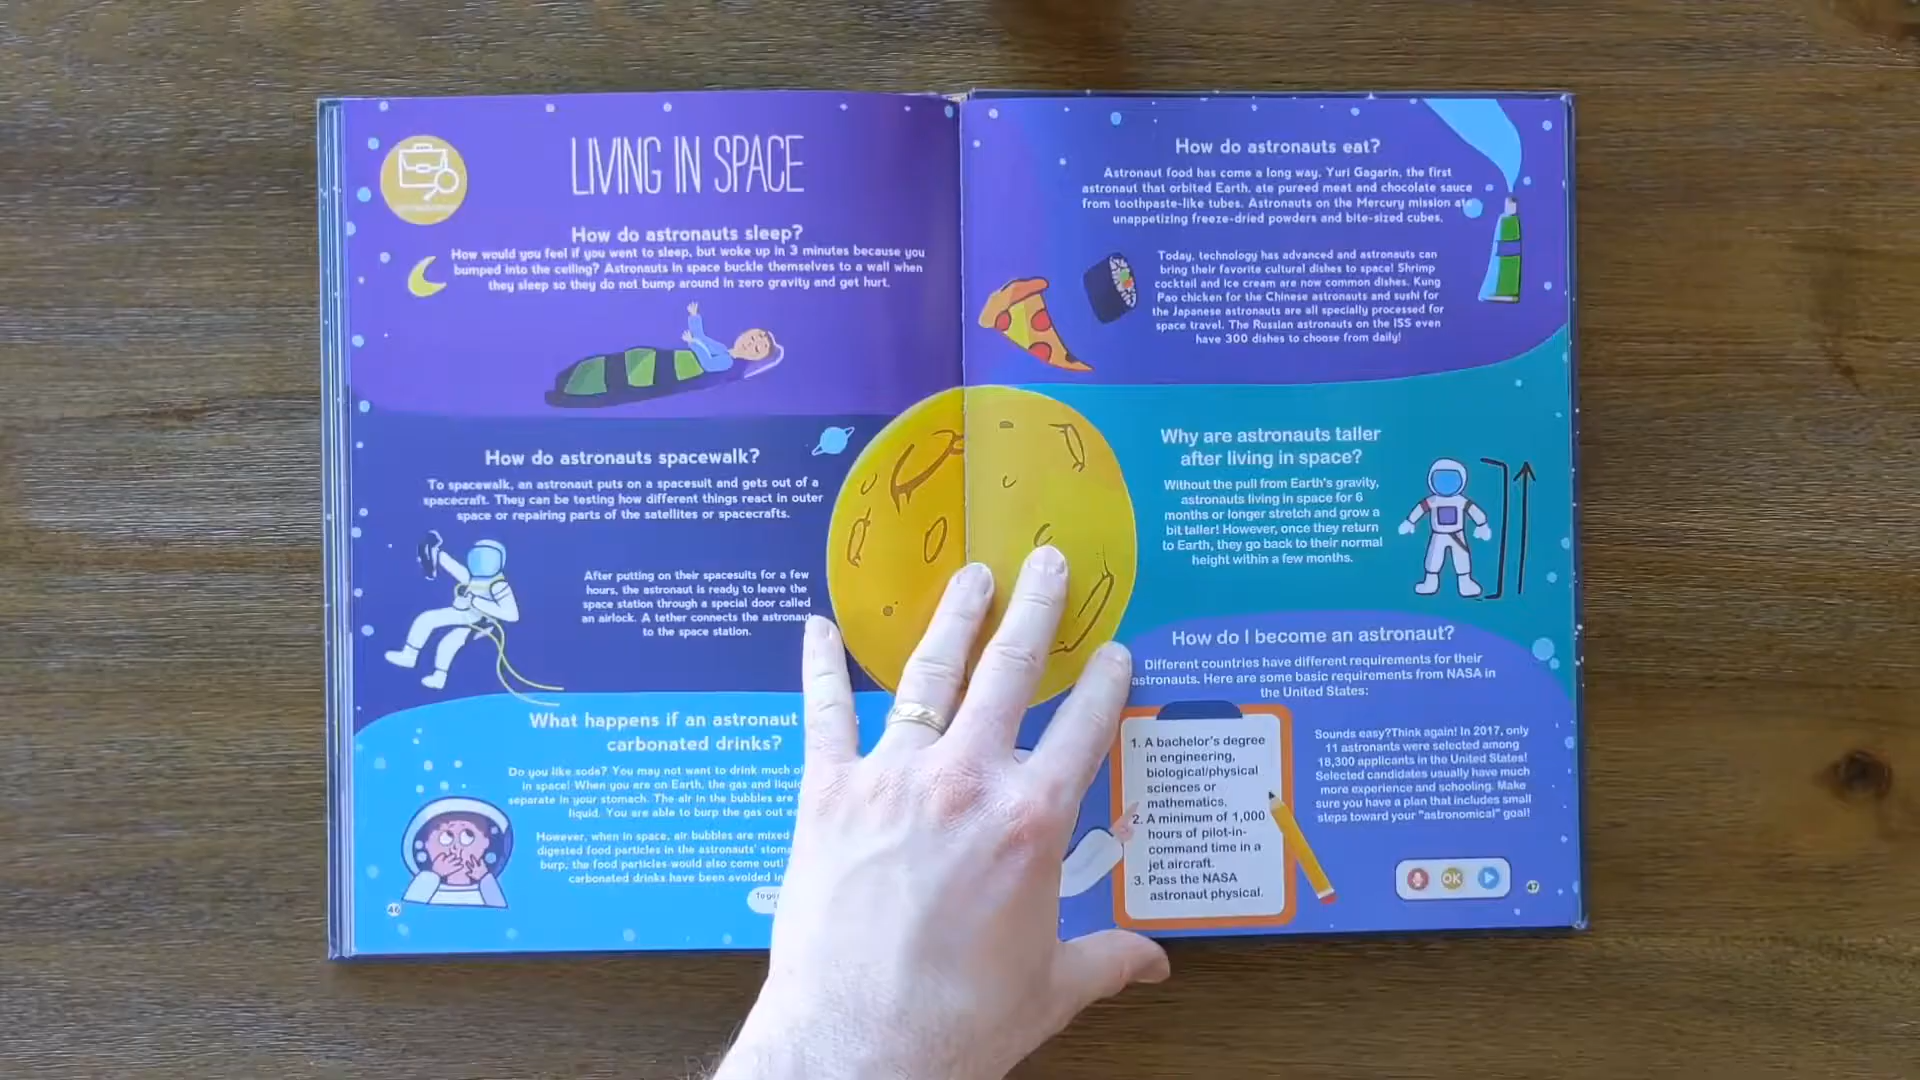 LIVING IN SPACE
How do astronauts sleep?
How would you feel if you went to sleep, but woke up in 3 minutes because you
bumped into the ceiling? Astronauts in space buckle themselves to a wall when
they sleep so they do not bump around in zero gravity and get hurt.
How do astronauts spacewalk?
To spacewalk, an astronaut puts on a spacesuit and gets out of a
spacecraft. They can be testing how different things react in outer
space or repairing parts of the satellites or spacecrafts.
After putting on their spacesuits for a few
hours, the astronaut is ready to leave the
space station through a special door called
an airlock. A tether connects the astronaut
to the space station.
What happens if an astronaut
carbonated drinks?
Do you like soda? You may not want to drink much of
in space! When you are on Earth, the gas and
separate in your stomach. The air in the bubbles are
liquid. You are able to burp the gas out
However, when in space, air bubbles are mixed
digested food particles in the astronauts'
burp, the food particles would also come out!
carbonated drinks have been avoided in
46
How do astronauts eat?
Astronaut food has come a long way. Yuri Gagarin, the first
astronaut that orbited Earth, ate pureed meat and chocolate sauce
from toothpaste-like tubes. Astronauts on the Mercury mission ate
unappetizing freeze-dried powders and bite-sized cubes.
Today, technology has advanced and astronauts can
bring their favorite cultural dishes to space! Shrimp
cocktail and ice cream are now common dishes. Kung
Pao chicken for the Chinese astronauts and sushi for
the Japanese astronauts are all specially processed for
space travel. The Russian astronauts on the ISS even
have 300 dishes to choose from daily!
Why are astronauts taller
after living in space?
Without the pull from Earth's gravity,
astronauts living in space for 6
months or longer stretch and grow a
bit taller! However, once they return
to Earth, they go back to their normal
height within a few months.
How do I become an astronaut?
Different countries have different requirements for their
astronauts. Here are some basic requirements from NASA in
the United States:
1. A bachelor's degree
in engineering,
biological/physical
sciences or
mathematics.
2. A minimum of 1,000
hours of pilot-in-
command time in a
jet aircraft.
3. Pass the NASA
astronaut physical.
Sounds easy?Think again! In 2017, only
11 astronants were selected among
18,300 applicants in the United States!
Selected candidates usually have much
more experience and schooling. Make
sure you have a plan that includes small
steps toward your "astronomical" goal!
OK
47